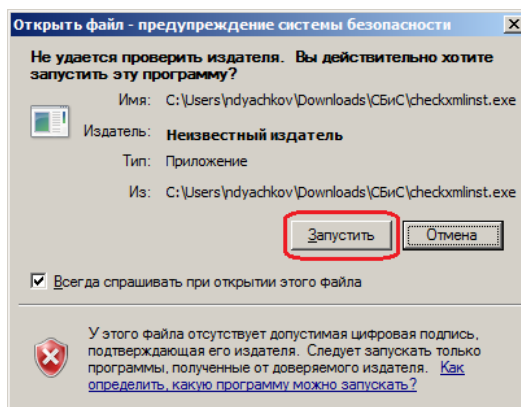 Открыть файл - предупреждение системы безопасности
Не удается проверить издателя. Вы действительно хотите
запустить эту программу?
Имя: C:\Users\ndyachkov\Downloads\СБиС\checkxmlinst.exe
Издатель: Неизвестный издатель
Тип: Приложение
Из: C:\Users\ndyachkov\Downloads\СБиС\checkxmlinst.exe
Запустить Отмена
Всегда спрашивать при открытии этого файла
У этого файла отсутствует допустимая цифровая подпись,
подтверждающая его издателя. Следует запускать только
программы, полученные от доверяемого издателя. Как
определить, какую программу можно запускать?